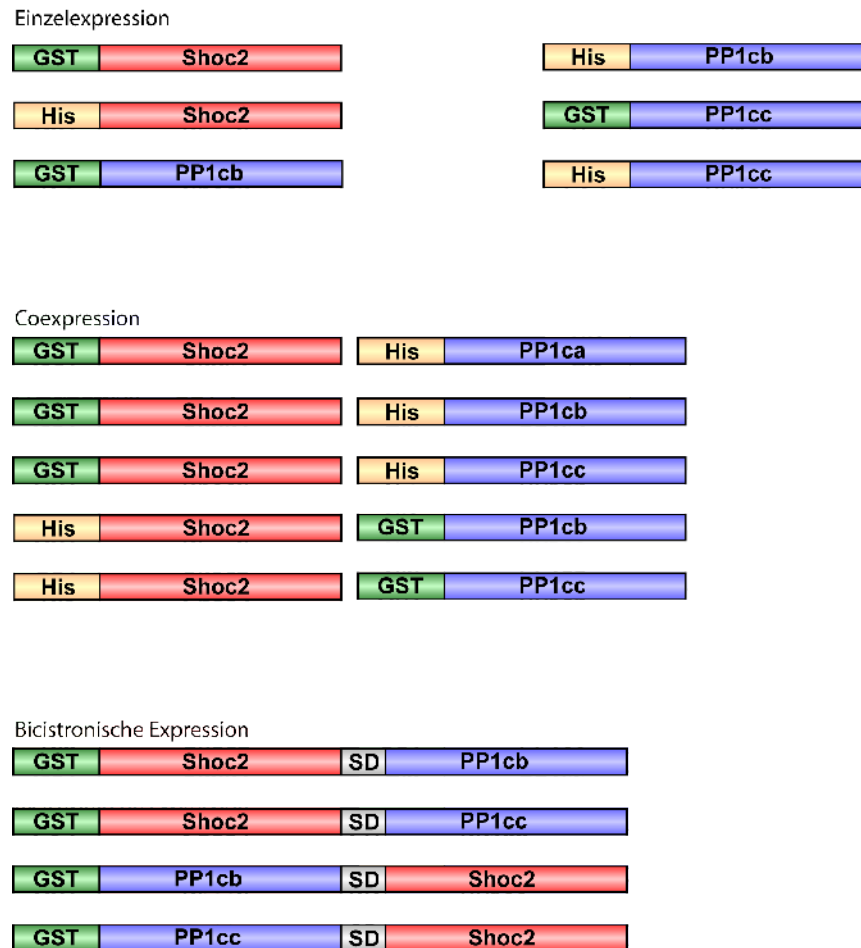 Einzelexpression
GST Shoc2 His PP1cb
His Shoc2 GST PP1cc
GST PP1cb His PP1cc
Coexpression
GST Shoc2 His PP1ca
GST Shoc2 His PP1cb
GST Shoc2 His PP1cc
His Shoc2 GST PP1cb
His Shoc2 GST PP1cc
Bicistronische Expression
GST Shoc2 SD PP1cb
GST Shoc2 SD PP1cc
GST PP1cb SD Shoc2
GST PP1cc SD Shoc2